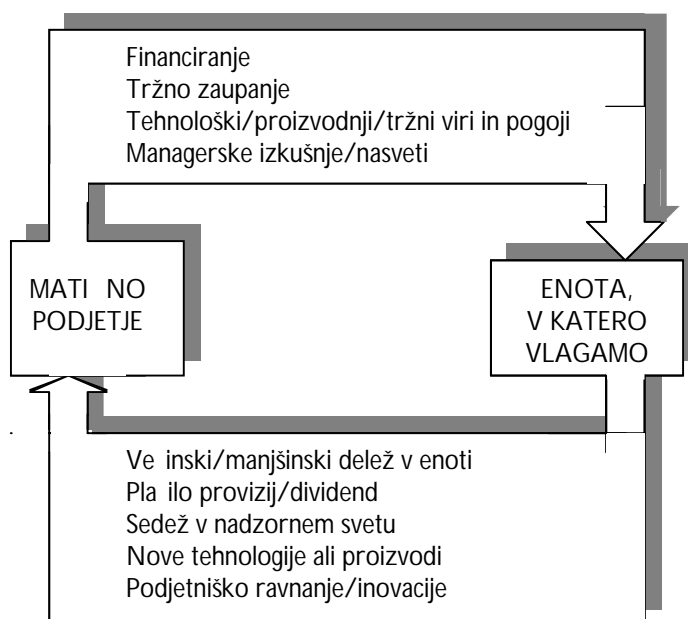 Financiranje
Tržno zaupanje
Tehnološki/proizvodnji/tržni viri in pogoji
Managerske izkušnje/nasveti
MATI NO
PODJETJE
ENOTA,
V KATERO
VLAGAMO
Ve inski/manjšinski delež v enoti
Pla ilo provizij/dividend
Sedež v nadzornem svetu
Nove tehnologije ali proizvodi
Podjetniško ravnanje/inovacije